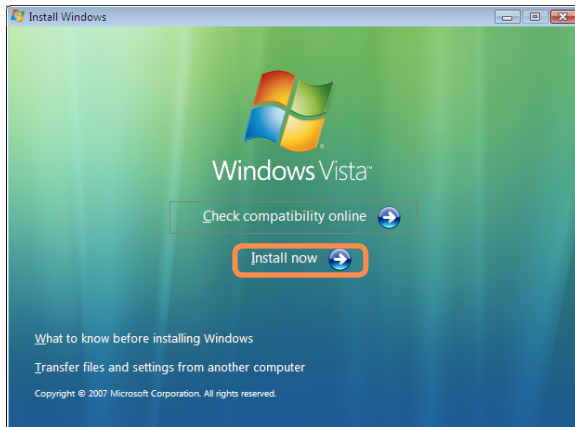 Install Windows
Windows Vista™
Check compatibility online
Install now
What to know before installing Windows
Transfer files and settings from another computer
Copyright © 2007 Microsoft Corporation. All rights reserved.